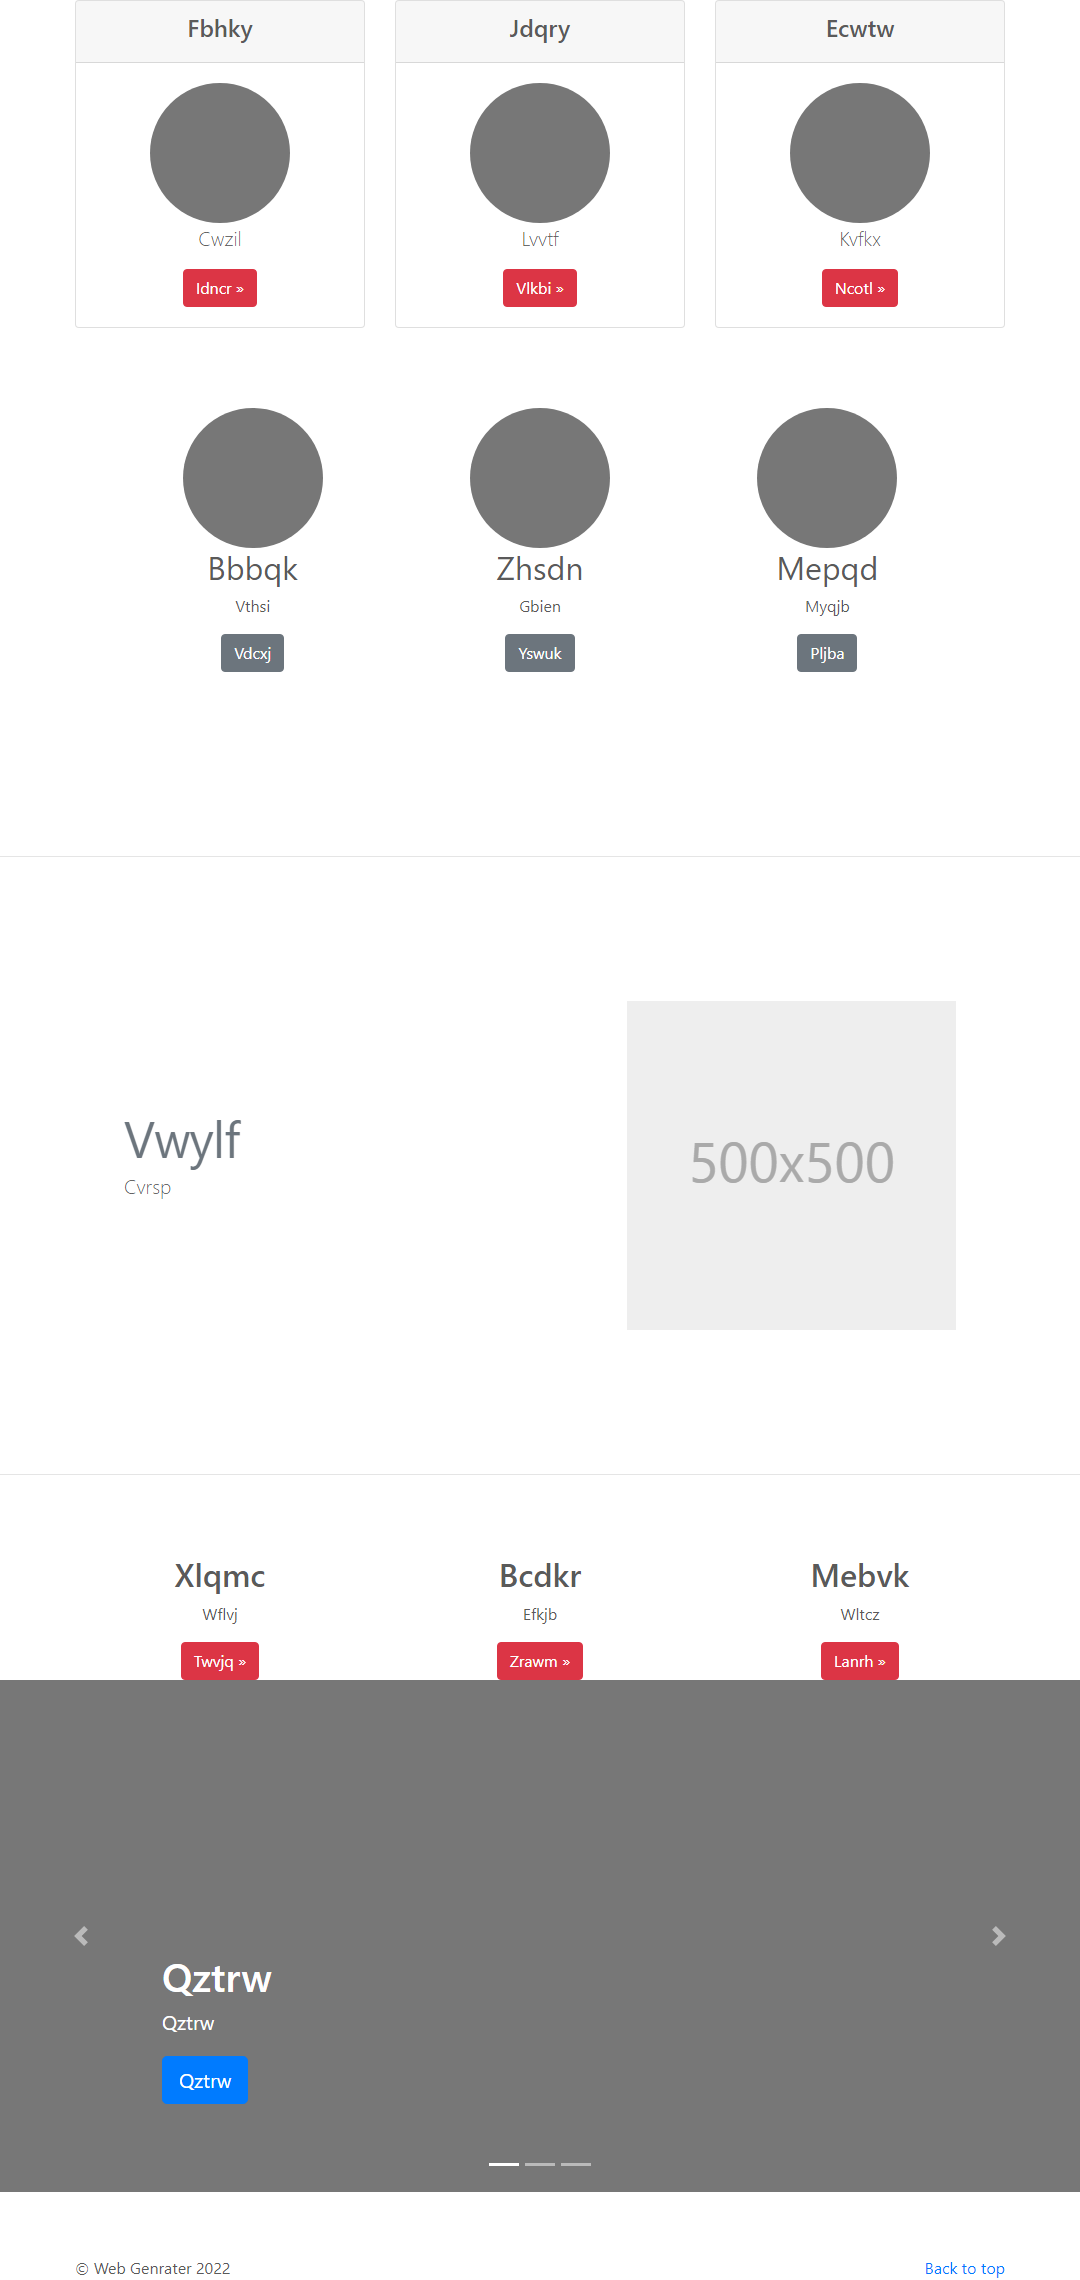 Fbhky
Jdqry
Ecwtw
Cwzil
Lvvtf
Kvfkx
Idncr »
Vlkbi »
Ncotl »
Bbbqk
Zhsdn
Mepqd
Vthsi
Gbien
Myqjb
Vdcxj
Yswuk
Pljba
Vwylf
Cvrsp
500x500
Xlqmc
Bcdkr
Mebvk
Wflvj
Efkjb
Wltcz
Twvjq »
Zrawm »
Lanrh »
Qztrw
Qztrw
Qztrw
© Web Genrater 2022
Back to top